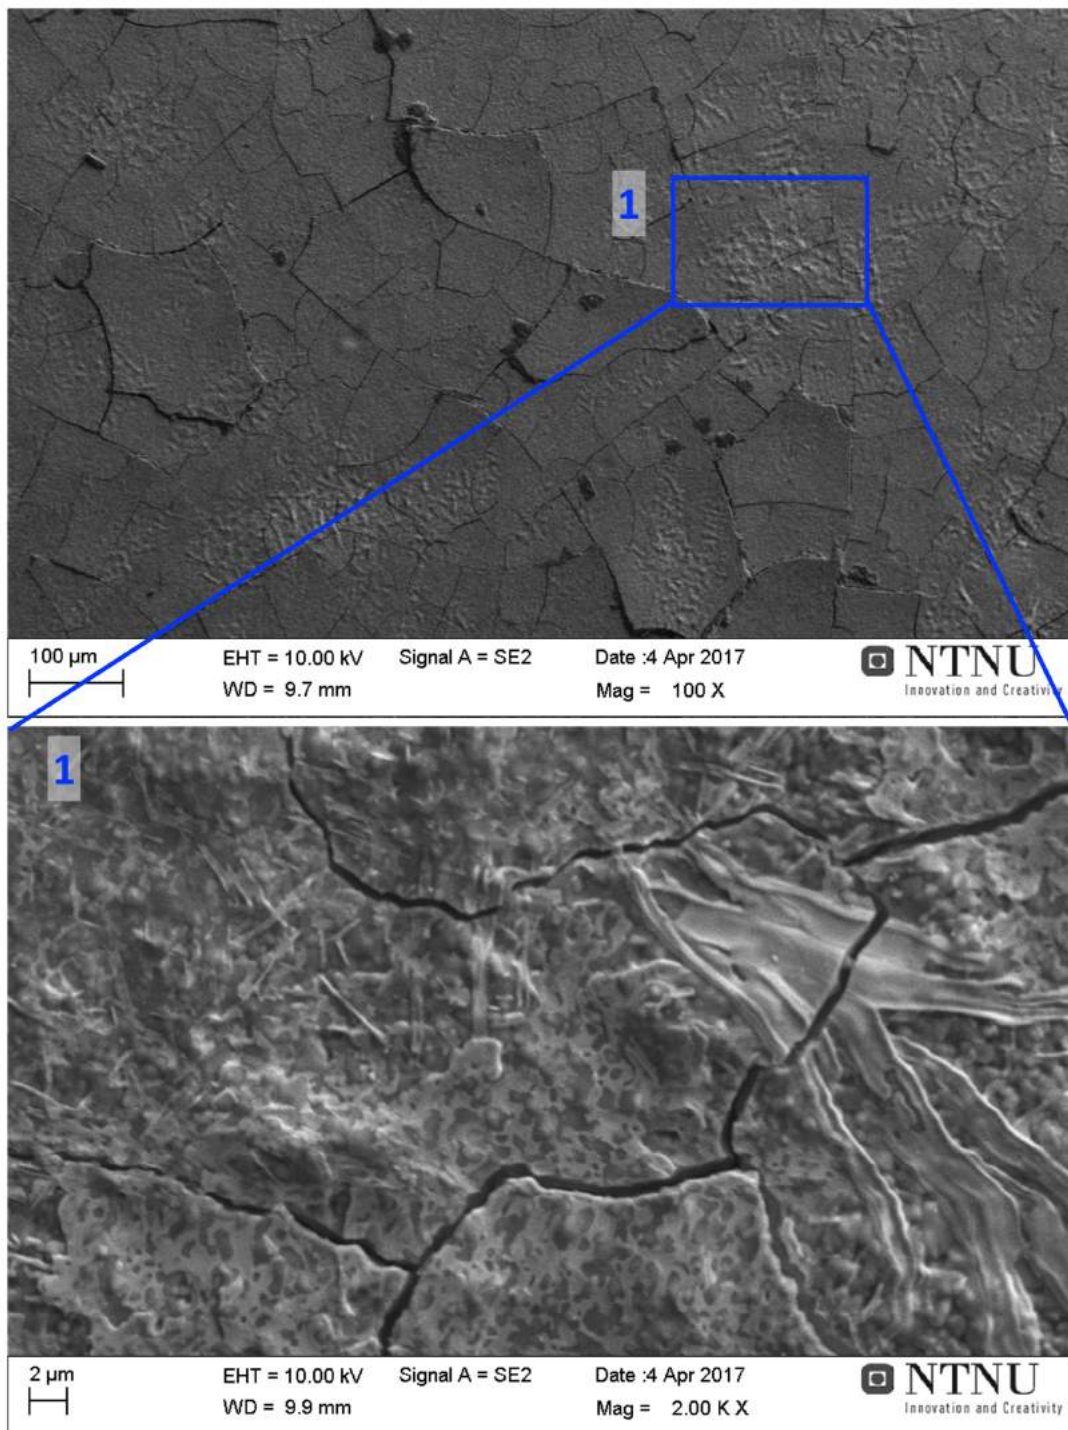 1
100 µm
EHT = 10.00 kV
Signal A = SE2
Date :4 Apr 2017
NTNU
WD = 9.7 mm
Mag = 100 X
Innovation and Creativity
1
2 µm
EHT = 10.00 kV
Signal A = SE2
Date :4 Apr 2017
NTNU
WD = 9.9 mm
Mag = 2.00 K X
Innovation and Creativity